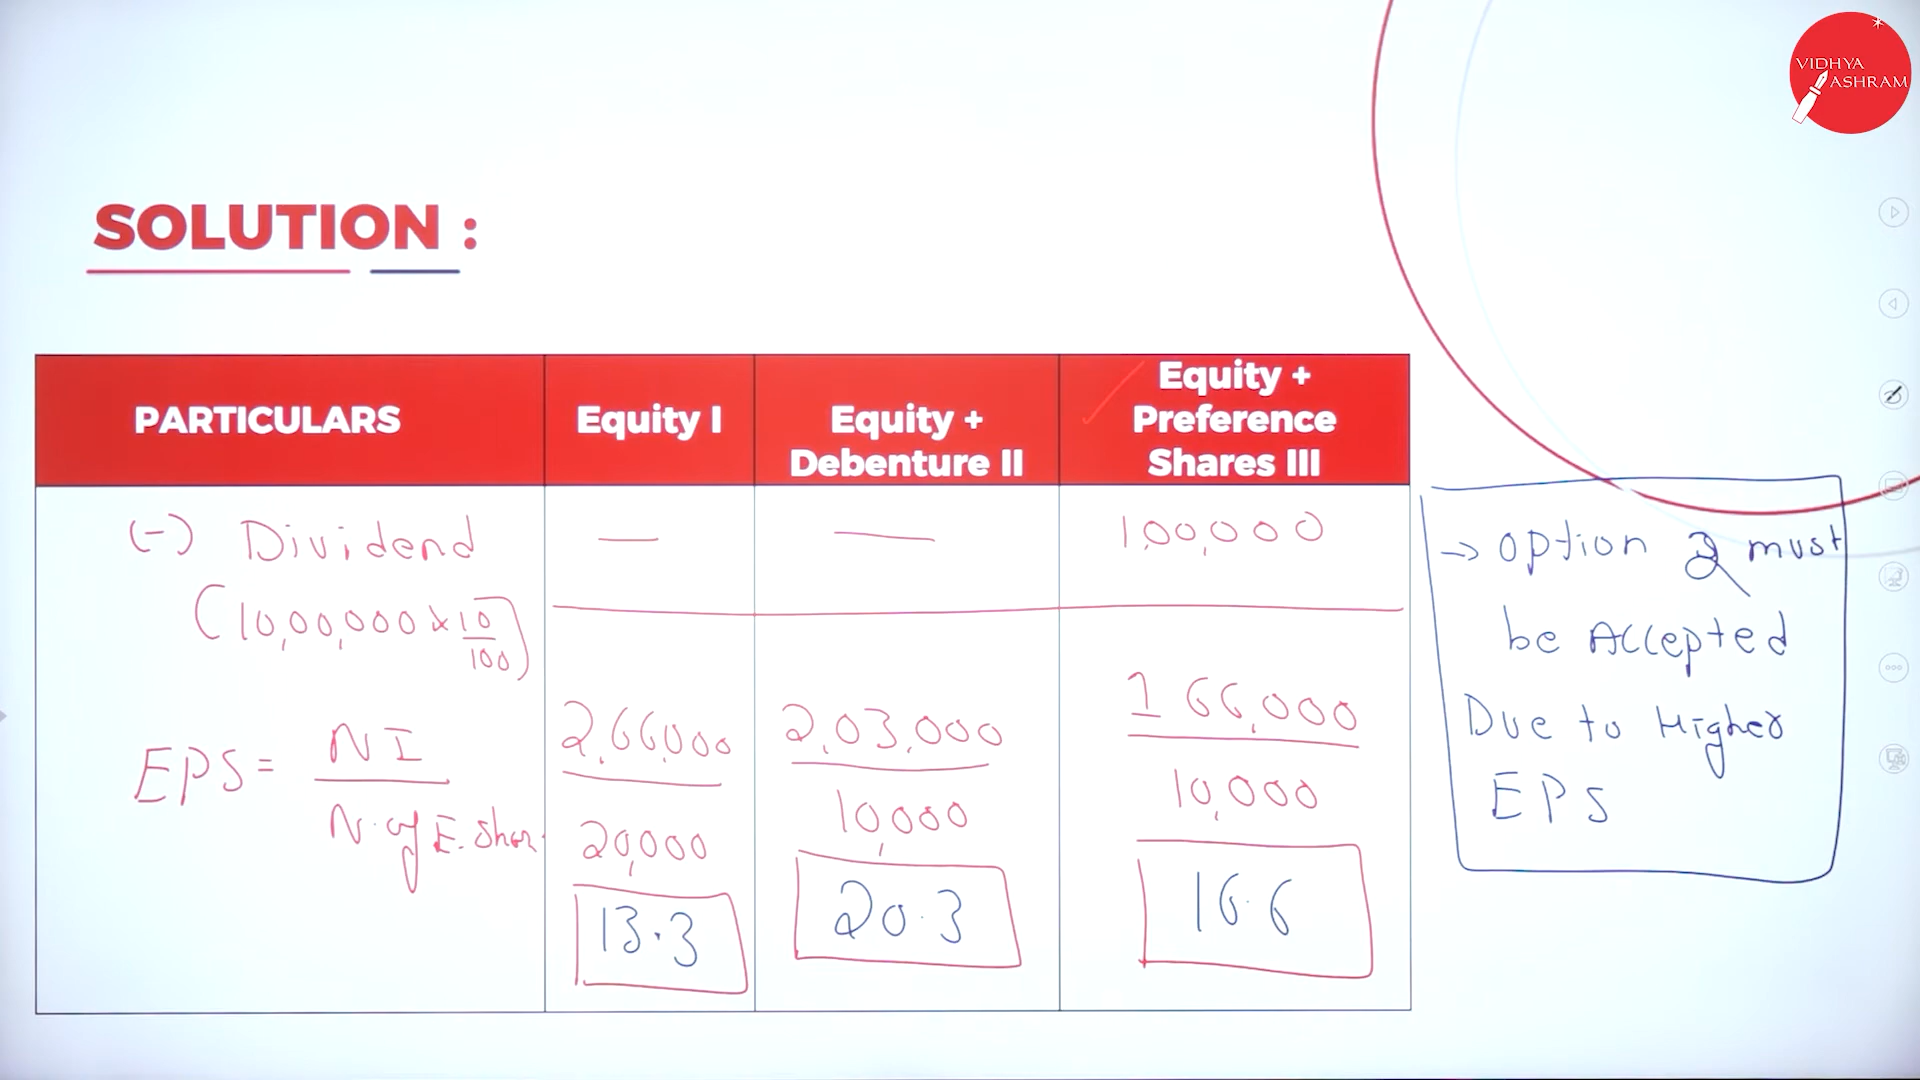 VIDHYA
ASHRAM
SOLUTION :
PARTICULARS
Equity I
Equity +
Debenture II
Equity +
Preference
Shares III
(-) Dividend
(10,00,000 × 10/100)
—
—
1,00,000
EPS = NI / N. of E. Shar
2,66,000
20,000
13.3
2,03,000
10,000
20.3
1 66,000
10,000
16.6
→ option 2 must
be Accepted
Due to Higher
EPS